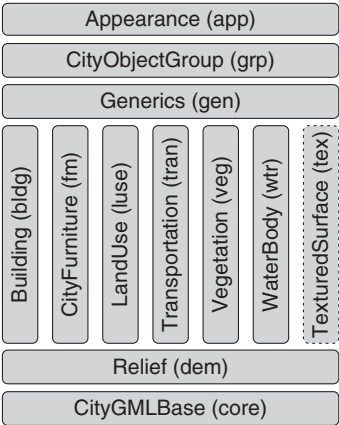 Appearance (app)
CityObjectGroup (grp)
Generics (gen)
Building (bldg)
CityFurniture (frn)
LandUse (luse)
Transportation (tran)
Vegetation (veg)
WaterBody (wtr)
TexturedSurface (tex)
Relief (dem)
CityGMLBase (core)